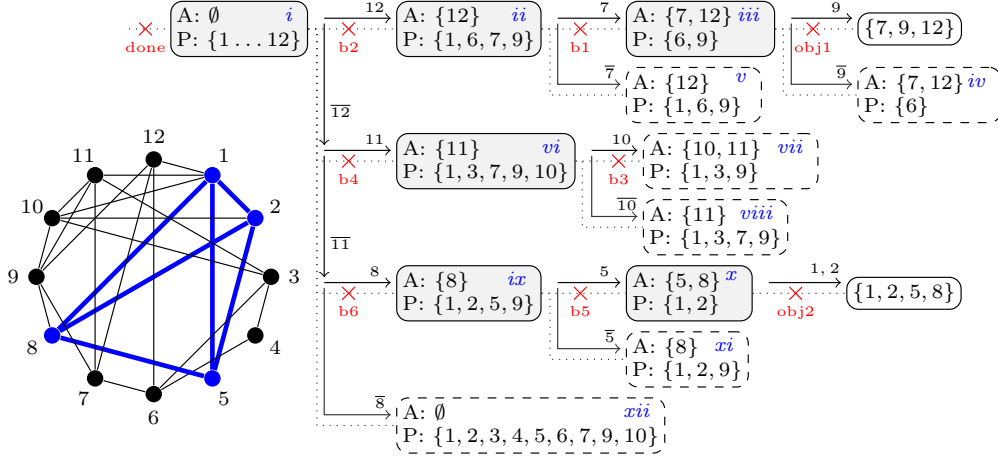 12
7
9
A: ∅ i
P: {1 . . . 12}
A: {12} ii
P: {1, 6, 7, 9}
A: {7, 12} iii
P: {6, 9}
{7, 9, 12}
done
b2
b1
obj1
7̅
9̅
A: {12} v
P: {1, 6, 9}
A: {7, 12} iv
P: {6}
1̅2̅
11
10
A: {11} vi
P: {1, 3, 7, 9, 10}
A: {10, 11} vii
P: {1, 3, 9}
b4
b3
1̅0̅
A: {11} viii
P: {1, 3, 7, 9}
1̅1̅
8
5
1, 2
A: {8} ix
P: {1, 2, 5, 9}
A: {5, 8} x
P: {1, 2}
{1, 2, 5, 8}
b6
b5
obj2
5̅
A: {8} xi
P: {1, 2, 9}
8̅
A: ∅ xii
P: {1, 2, 3, 4, 5, 6, 7, 9, 10}
12
11
1
10
2
9
3
8
4
7
5
6